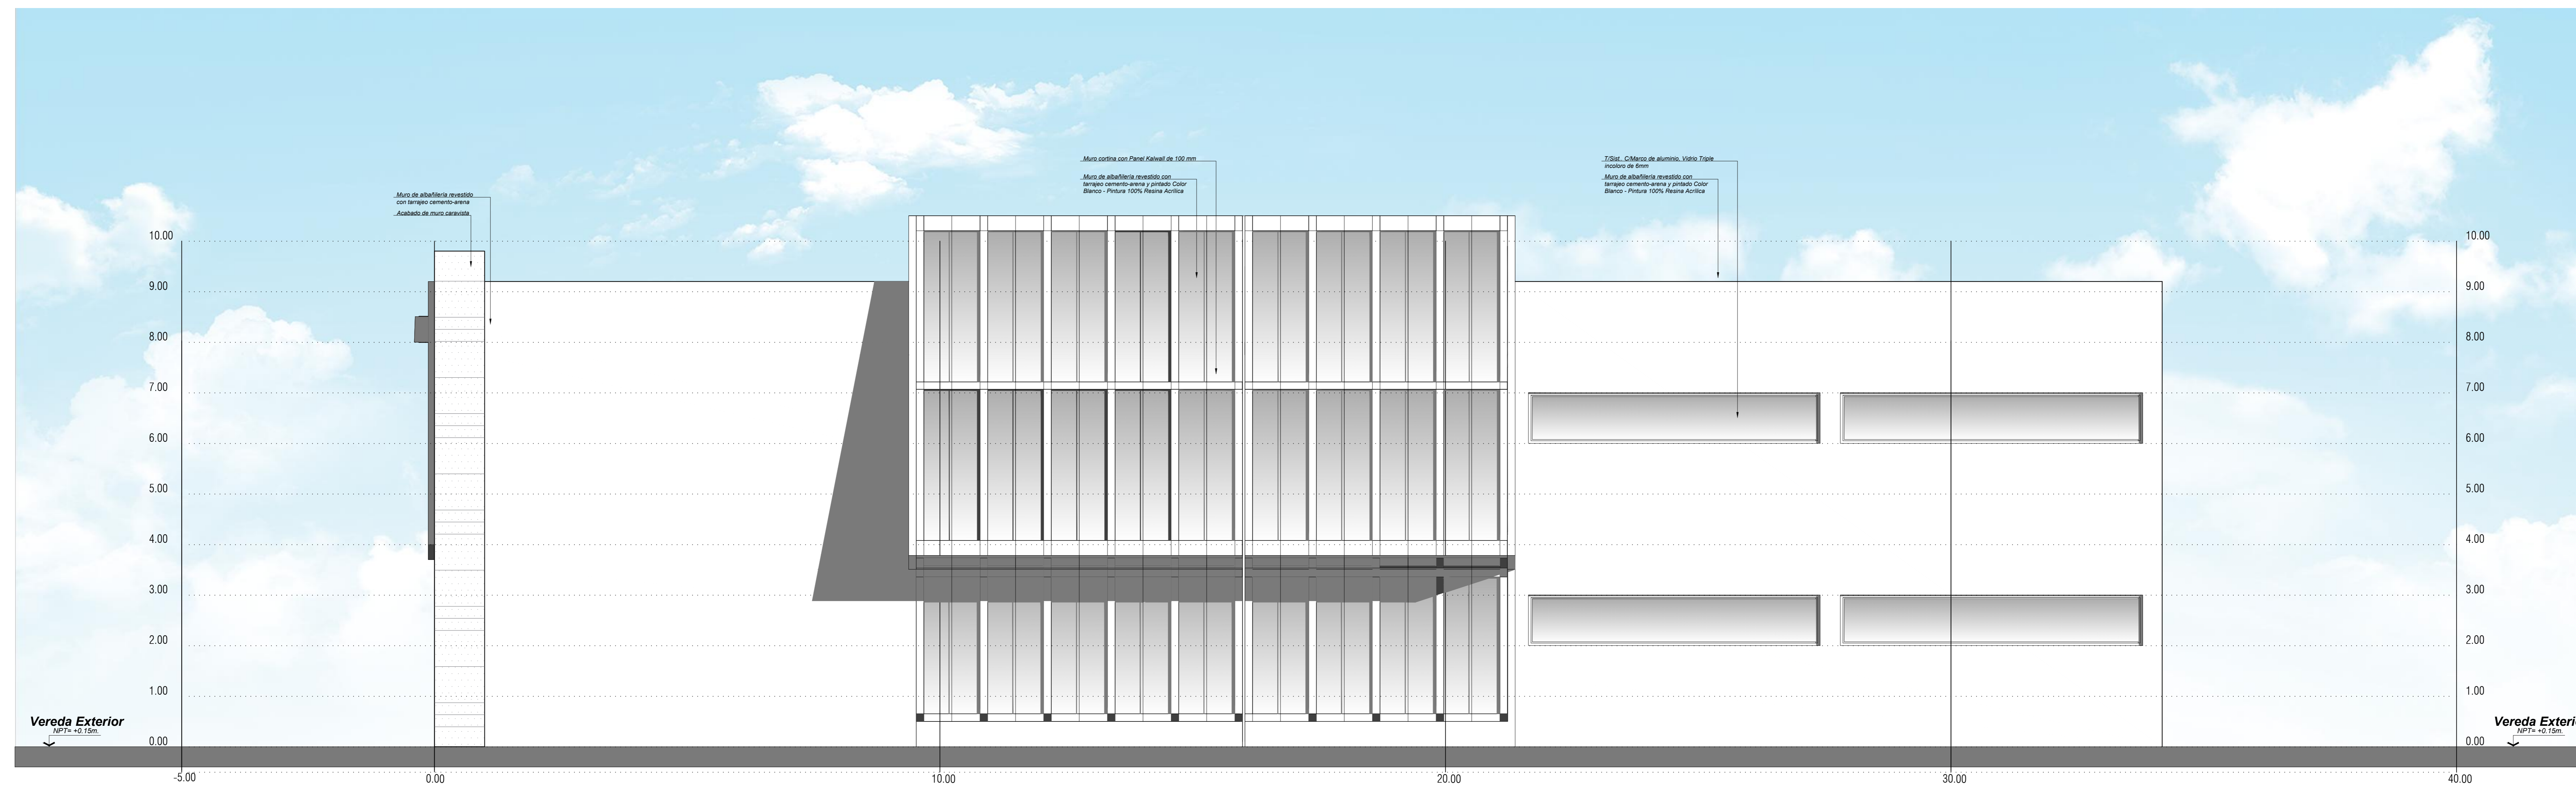 Muro cortina con Panel Kalwall de 100 mm
Muro de albañilería revestido con
tarrajeo cemento-arena y pintado Color
Blanco - Pintura 100% Resina Acrílica
T/Sist., C/Marco de aluminio, Vidrio Triple
incoloro de 6mm
Muro de albañilería revestido con
tarrajeo cemento-arena y pintado Color
Blanco - Pintura 100% Resina Acrílica
Muro de albañilería revestido
con tarrajeo cemento-arena
Acabado de muro caravista
10.00
9.00
8.00
7.00
6.00
5.00
4.00
3.00
2.00
1.00
0.00
10.00
9.00
8.00
7.00
6.00
5.00
4.00
3.00
2.00
1.00
0.00
Vereda Exterior
NPT= +0.15m.
Vereda Exteri
NPT= +0.15m.
-5.00
0.00
10.00
20.00
30.00
40.00